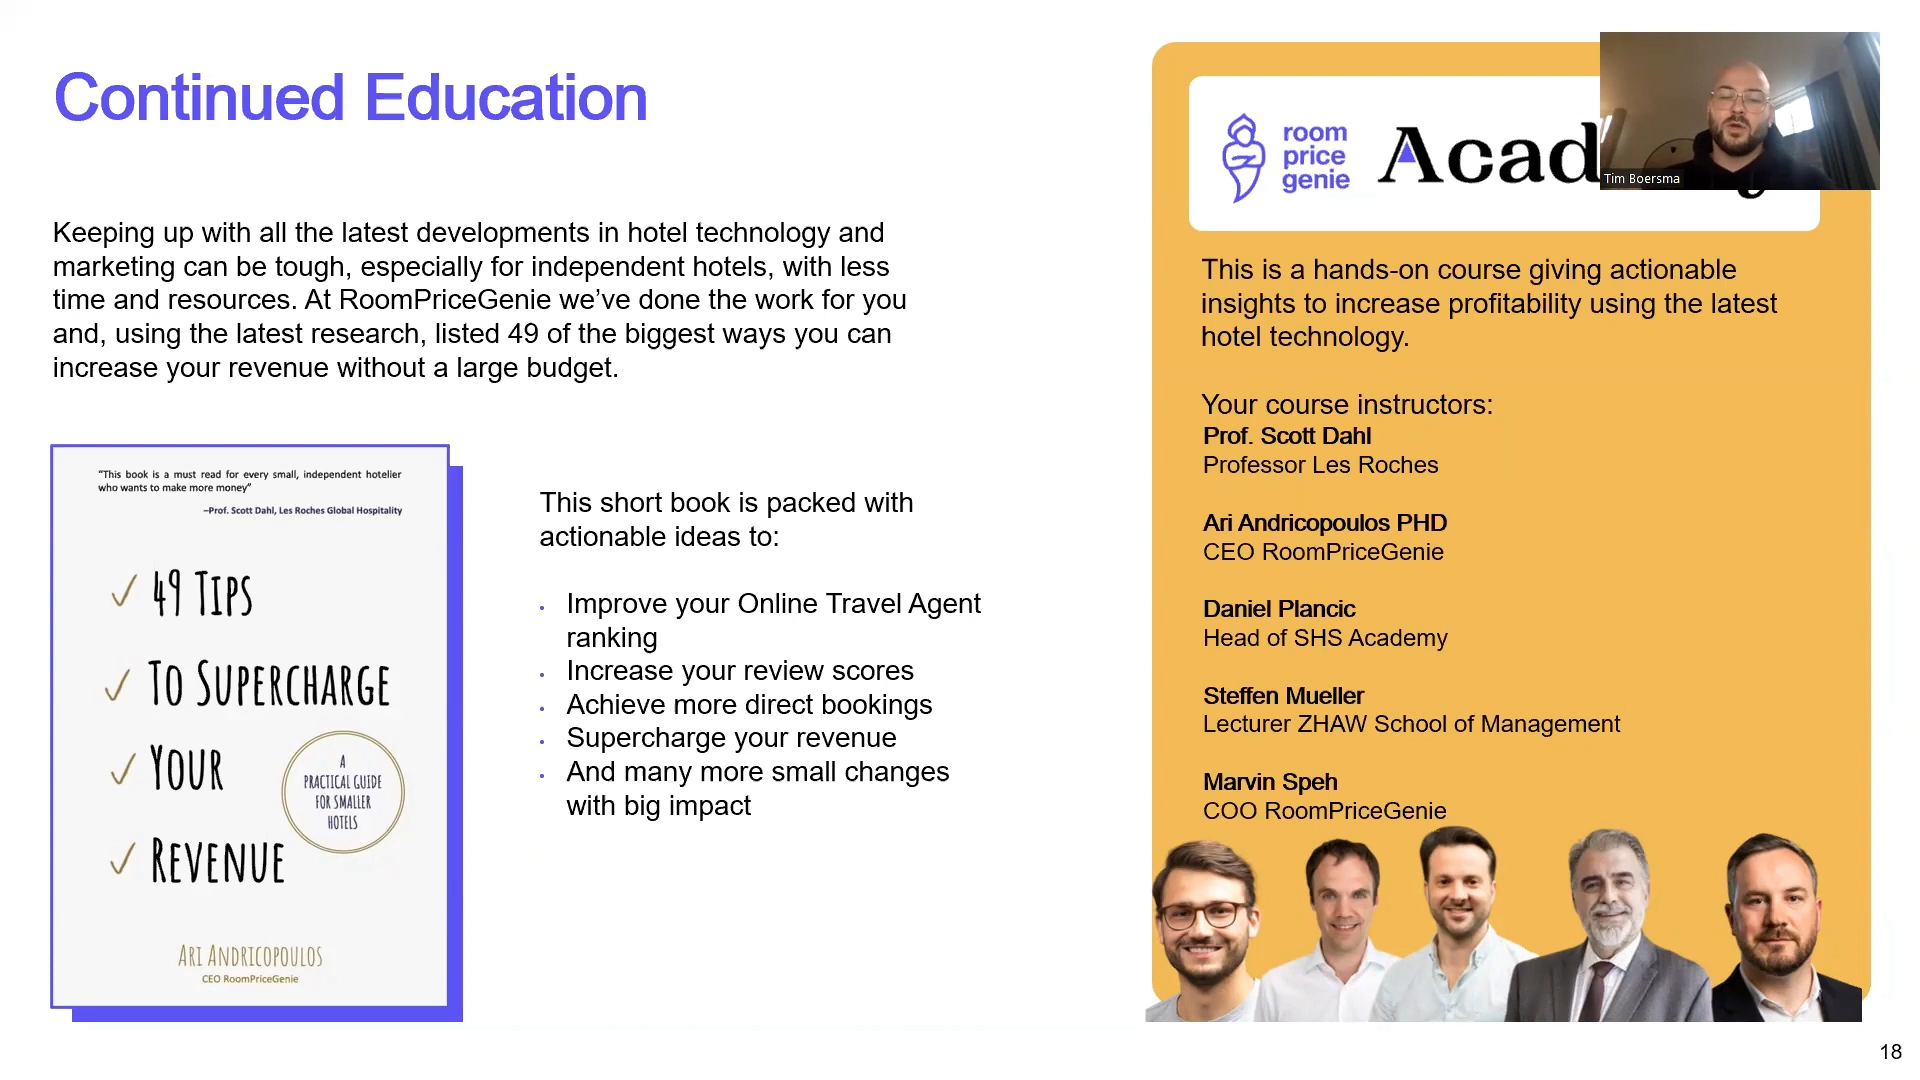 Continued Education
Keeping up with all the latest developments in hotel technology and
marketing can be tough, especially for independent hotels, with less
time and resources. At RoomPriceGenie we’ve done the work for you
and, using the latest research, listed 49 of the biggest ways you can
increase your revenue without a large budget.
“This book is a must read for every small, independent hotelier
who wants to make more money”
–Prof. Scott Dahl, Les Roches Global Hospitality
49 Tips
To Supercharge
Your
Revenue
A
PRACTICAL GUIDE
FOR SMALLER
HOTELS
Ari Andricopoulos
CEO RoomPriceGenie
This short book is packed with
actionable ideas to:
• Improve your Online Travel Agent
ranking
• Increase your review scores
• Achieve more direct bookings
• Supercharge your revenue
• And many more small changes
with big impact
room
price
genie
Acad
Tim Boersma
This is a hands-on course giving actionable
insights to increase profitability using the latest
hotel technology.
Your course instructors:
Prof. Scott Dahl
Professor Les Roches
Ari Andricopoulos PHD
CEO RoomPriceGenie
Daniel Plancic
Head of SHS Academy
Steffen Mueller
Lecturer ZHAW School of Management
Marvin Speh
COO RoomPriceGenie
18